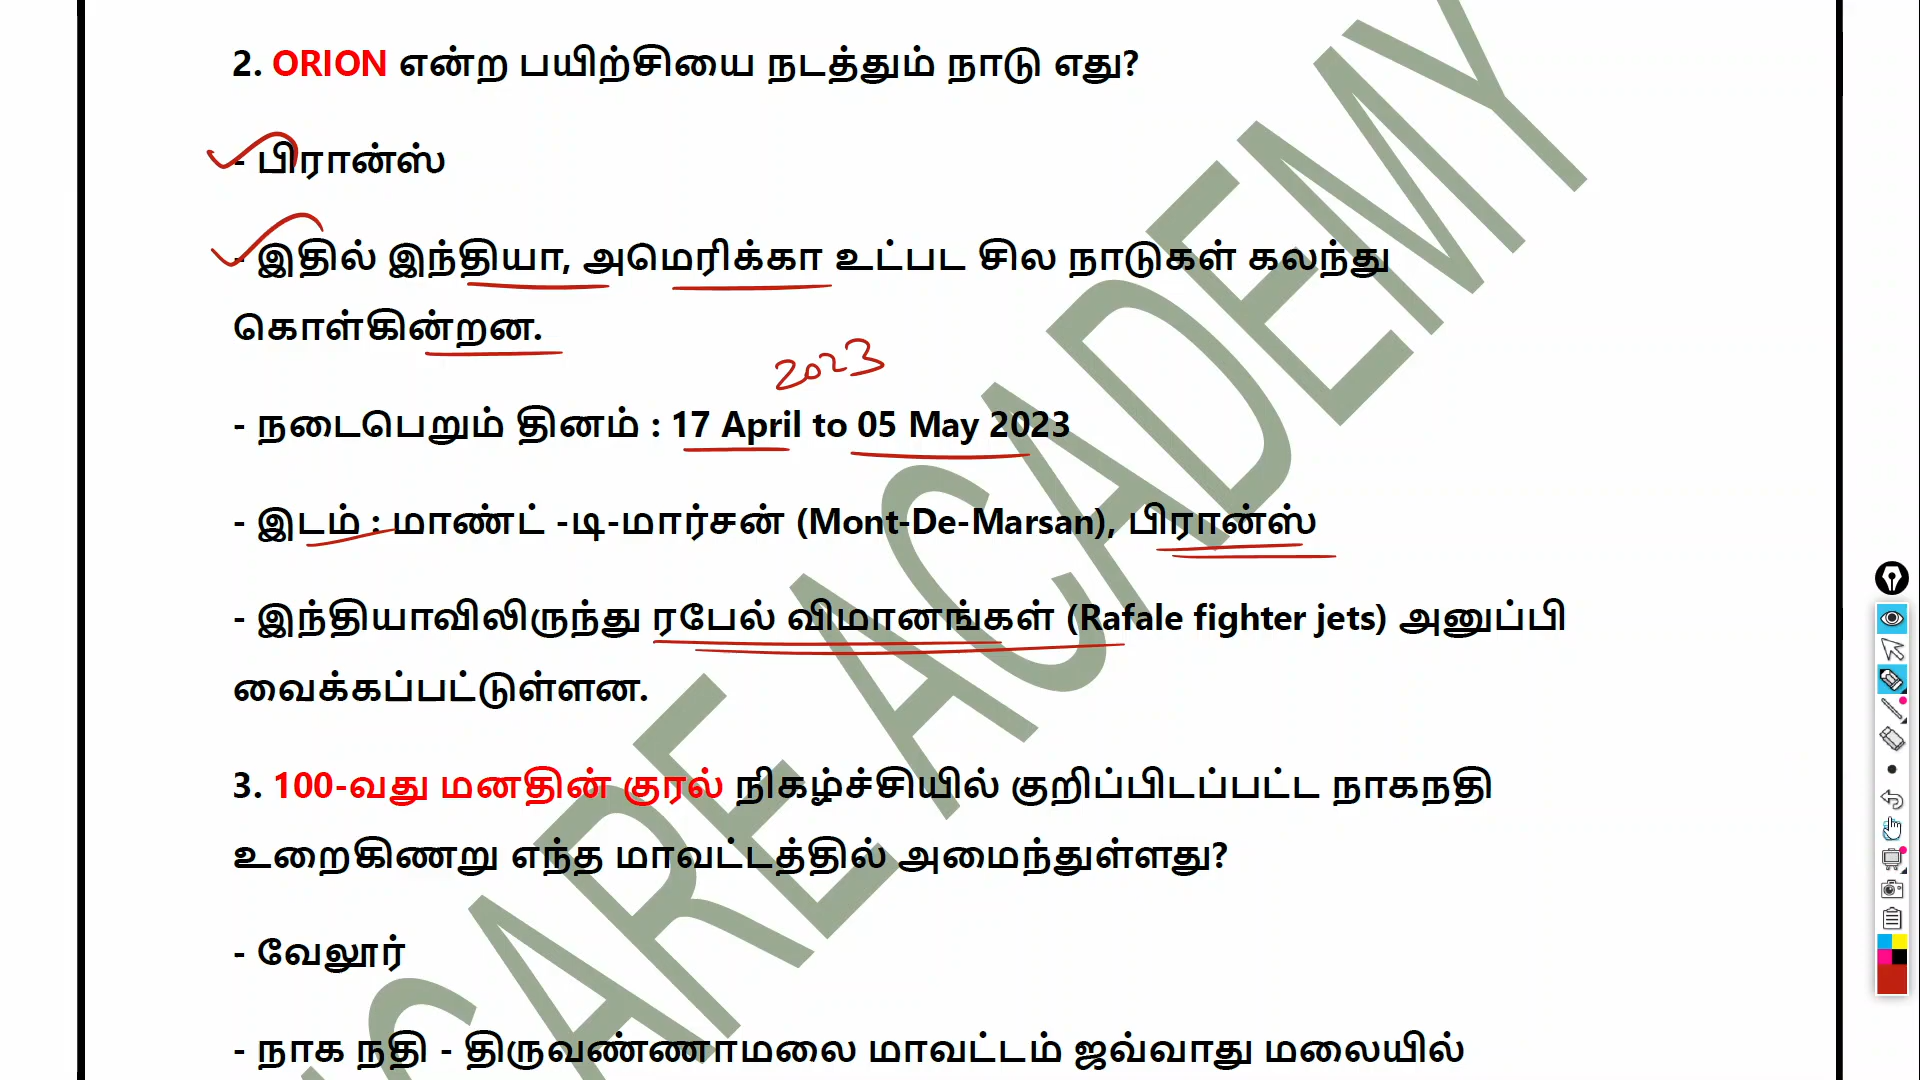 2. ORION என்ற பயிற்சியை நடத்தும் நாடு எது?
- பிரான்ஸ்
- இதில் இந்தியா, அமெரிக்கா உட்பட சில நாடுகள் கலந்து
கொள்கின்றன.
2023
- நடைபெறும் தினம் : 17 April to 05 May 2023
- இடம் : மாண்ட் -டி-மார்சன் (Mont-De-Marsan), பிரான்ஸ்
- இந்தியாவிலிருந்து ரபேல் விமானங்கள் (Rafale fighter jets) அனுப்பி
வைக்கப்பட்டுள்ளன.
3. 100-வது மனதின் குரல் நிகழ்ச்சியில் குறிப்பிடப்பட்ட நாகநதி
உறைகிணறு எந்த மாவட்டத்தில் அமைந்துள்ளது?
- வேலூர்
- நாக நதி - திருவண்ணாமலை மாவட்டம் ஜவ்வாது மலையில்
CARE ACADEMY